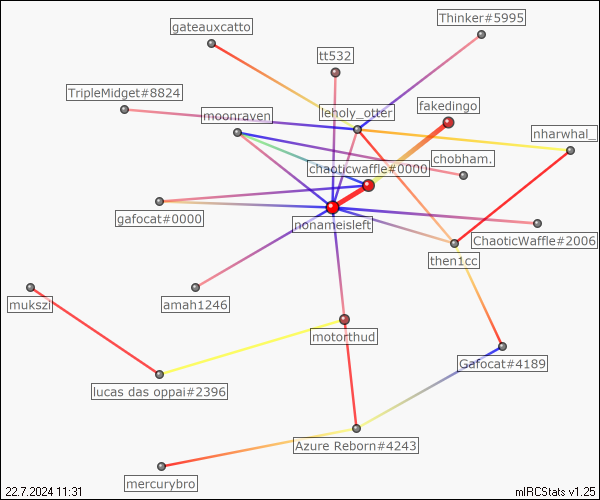 Thinker#5995
gateauxcatto
tt532
TripleMidget#8824
fakedingo
leholy_otter
moonraven
nharwhal_
chobham.
chaoticwaffle#0000
gafocat#0000
nonameisleft
ChaoticWaffle#2006
then1cc
mukszi
amah1246
motorthud
Gafocat#4189
lucas das oppai#2396
Azure Reborn#4243
mercurybro
22.7.2024 11:31
mIRCStats v1.25